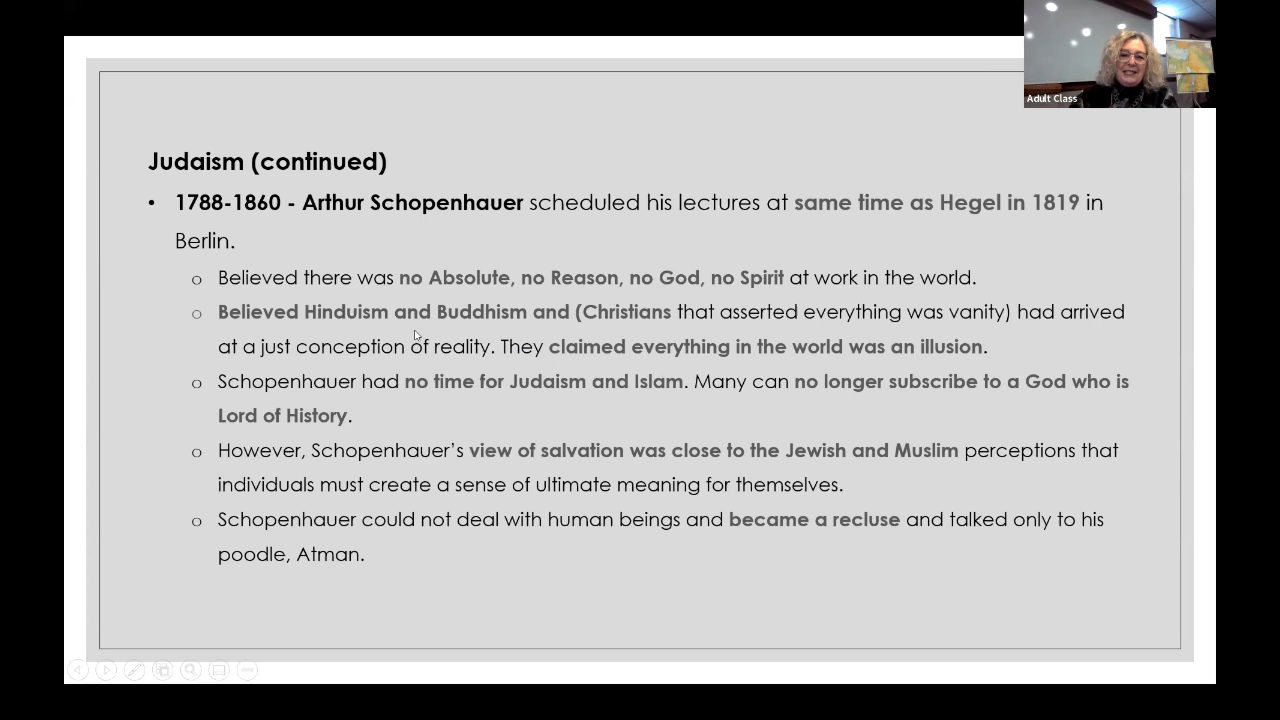 Adult Class
Judaism (continued)
• 1788-1860 - Arthur Schopenhauer scheduled his lectures at same time as Hegel in 1819 in
Berlin.
o Believed there was no Absolute, no Reason, no God, no Spirit at work in the world.
o Believed Hinduism and Buddhism and (Christians that asserted everything was vanity) had arrived
at a just conception of reality. They claimed everything in the world was an illusion.
o Schopenhauer had no time for Judaism and Islam. Many can no longer subscribe to a God who is
Lord of History.
o However, Schopenhauer's view of salvation was close to the Jewish and Muslim perceptions that
individuals must create a sense of ultimate meaning for themselves.
o Schopenhauer could not deal with human beings and became a recluse and talked only to his
poodle, Atman.